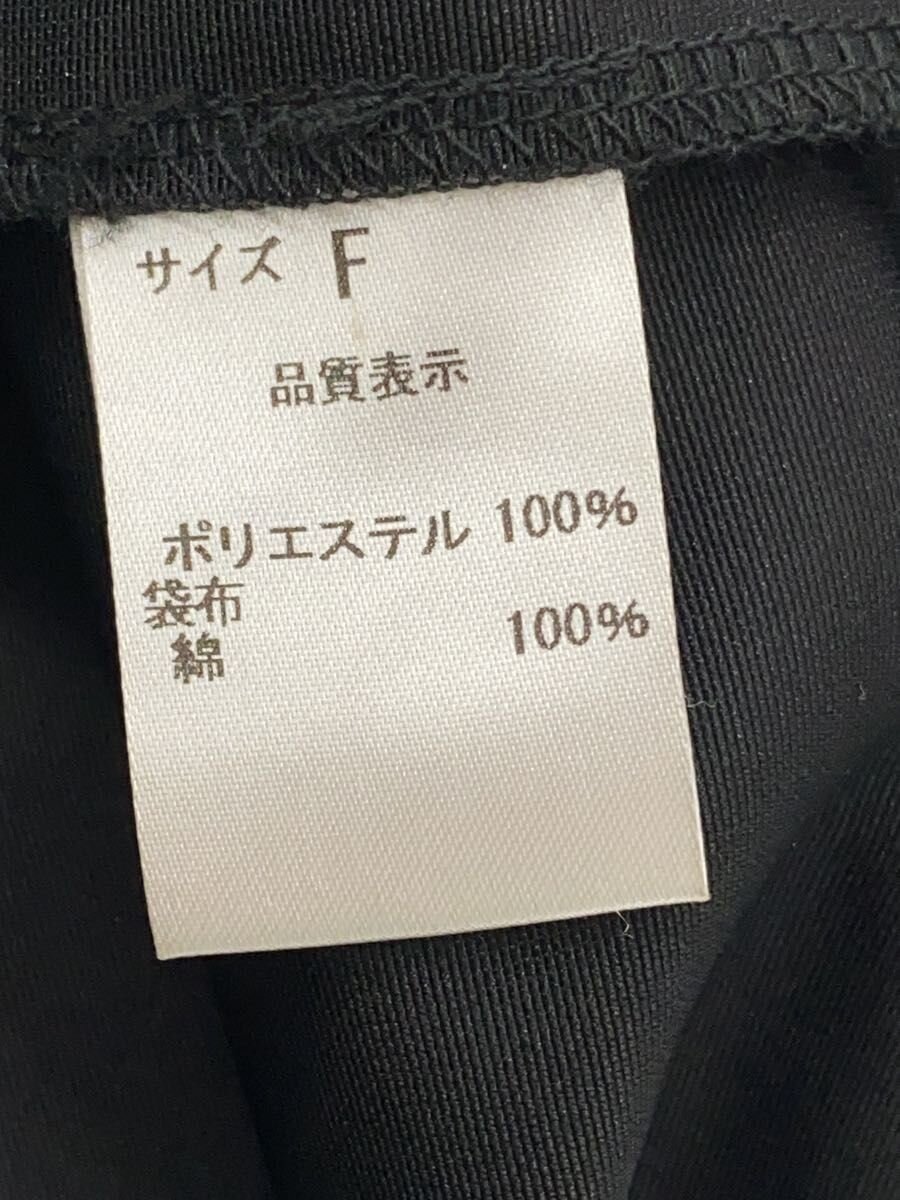 サイズ F
品質表示
ポリエステル 100%
袋布
綿 100%